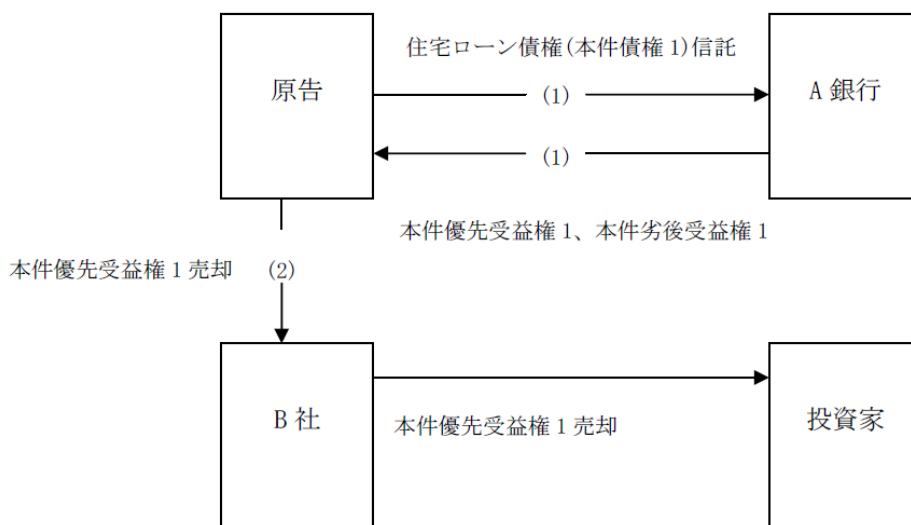 住宅ローン債権(本件債権1)信託
原告
(1)
A銀行
(1)
本件優先受益権1、本件劣後受益権1
本件優先受益権1売却 (2)
B社
本件優先受益権1売却
投資家